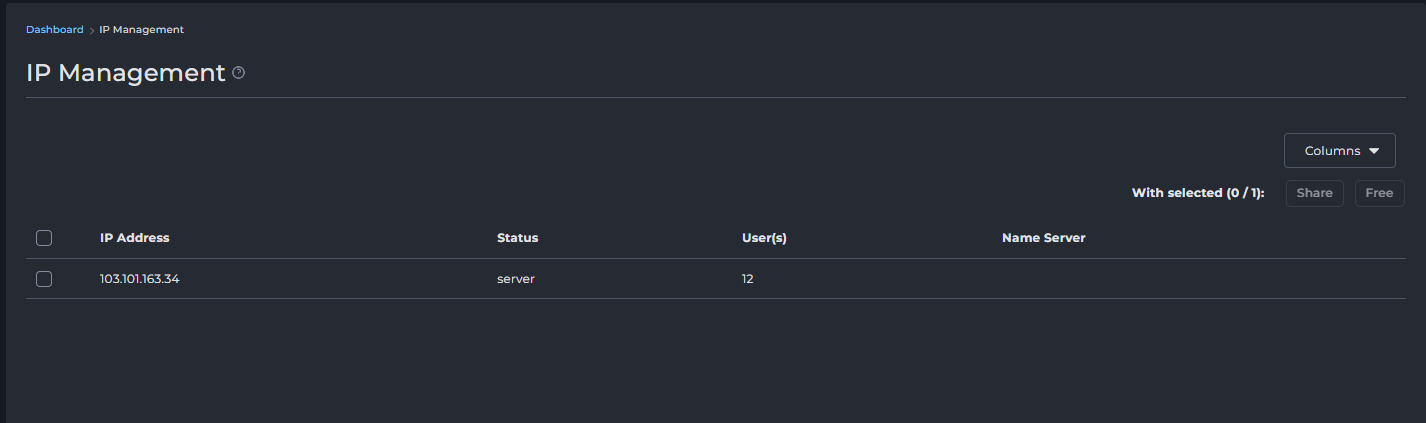 Dashboard > IP Management
IP Management ?
Columns
With selected (0 / 1): Share Free
IP Address Status User(s) Name Server
103.101.163.34 server 12